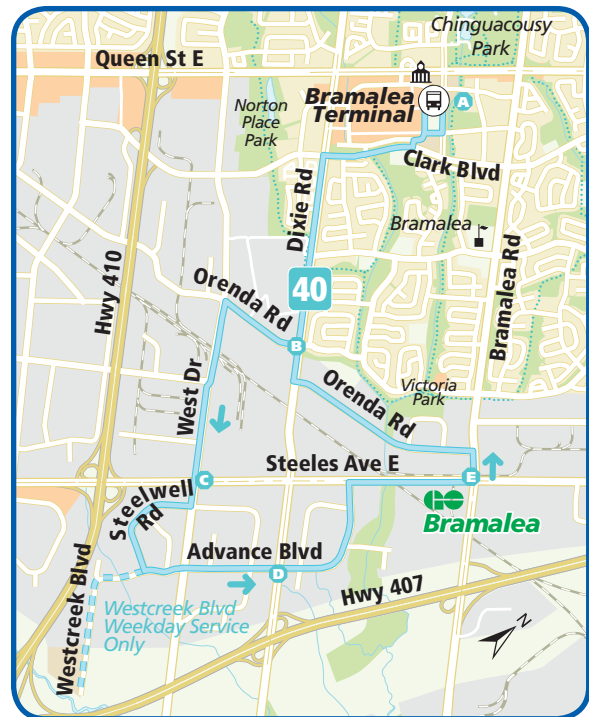 Chinguacousy
Park
Queen St E
Bramalea
Terminal
A
Norton
Place
Park
Clark Blvd
Dixie Rd
Bramalea
Bramalea Rd
Hwy 410
Orenda Rd
40
B
Orenda Rd
Victoria
Park
West Dr
Steeles Ave E
C
E
Steelwell
Rd
GO
Bramalea
Advance Blvd
D
Hwy 407
Westcreek Blvd
Westcreek Blvd
Weekday Service
Only
N